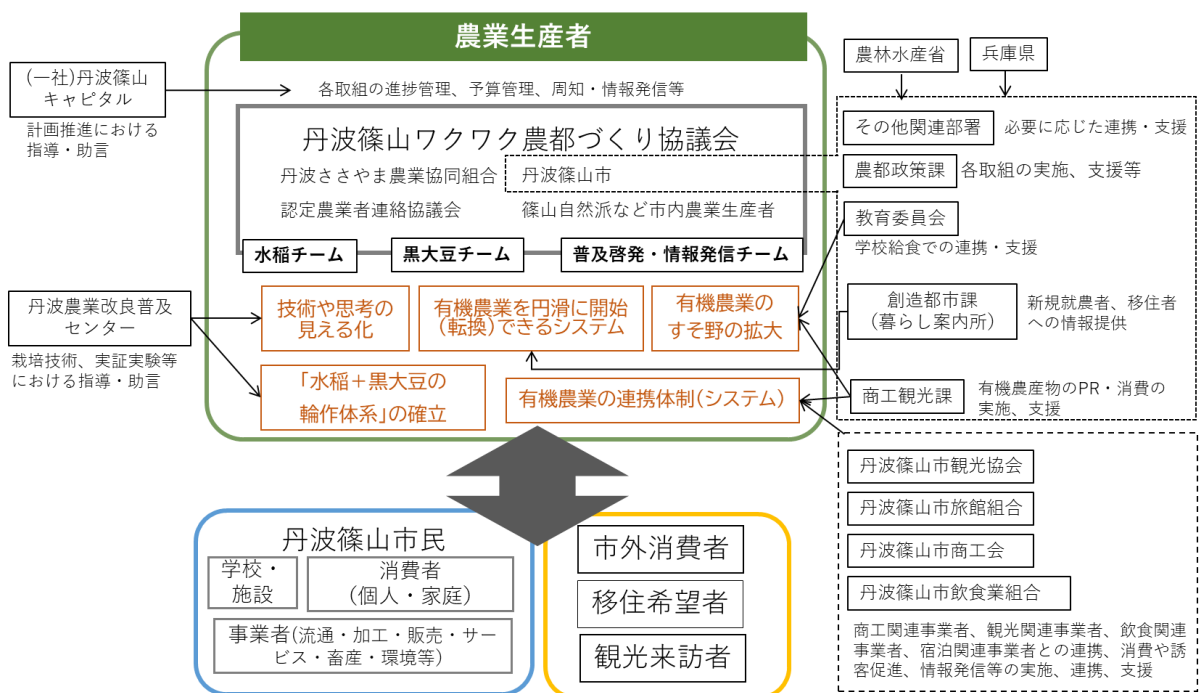 農業生産者
(一社)丹波篠山
キャピタル
計画推進における
指導・助言
各取組の進捗管理、予算管理、周知・情報発信等
丹波篠山ワクワク農都づくり協議会
丹波ささやま農業協同組合
丹波篠山市
認定農業者連絡協議会
篠山自然派など市内農業生産者
水稲チーム
黒大豆チーム
普及啓発・情報発信チーム
丹波農業改良普及
センター
栽培技術、実証実験等
における指導・助言
技術や思考の
見える化
有機農業を円滑に開始
(転換)できるシステム
有機農業の
すそ野の拡大
「水稲＋黒大豆の
輪作体系」の確立
有機農業の連携体制(システム)
農林水産省
兵庫県
その他関連部署
必要に応じた連携・支援
農都政策課
各取組の実施、支援等
教育委員会
学校給食での連携・支援
創造都市課
(暮らし案内所)
新規就農者、移住者
への情報提供
商工観光課
有機農産物のPR・消費の
実施、支援
丹波篠山市観光協会
丹波篠山市旅館組合
丹波篠山市商工会
丹波篠山市飲食業組合
商工関連事業者、観光関連事業者、飲食関連
事業者、宿泊関連事業者との連携、消費や誘
客促進、情報発信等の実施、連携、支援
丹波篠山市民
学校・
施設
消費者
(個人・家庭)
事業者(流通・加工・販売・サー
ビス・畜産・環境等)
市外消費者
移住希望者
観光来訪者